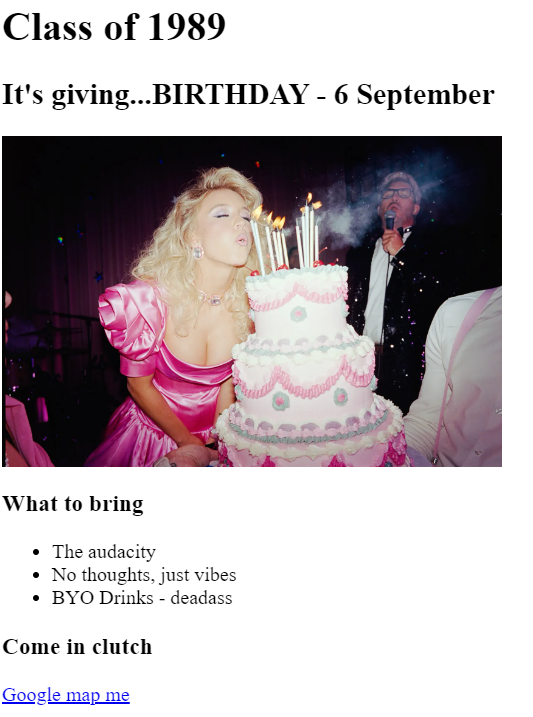 Class of 1989
It's giving...BIRTHDAY - 6 September
What to bring
The audacity
No thoughts, just vibes
BYO Drinks - deadass
Come in clutch
Google map me